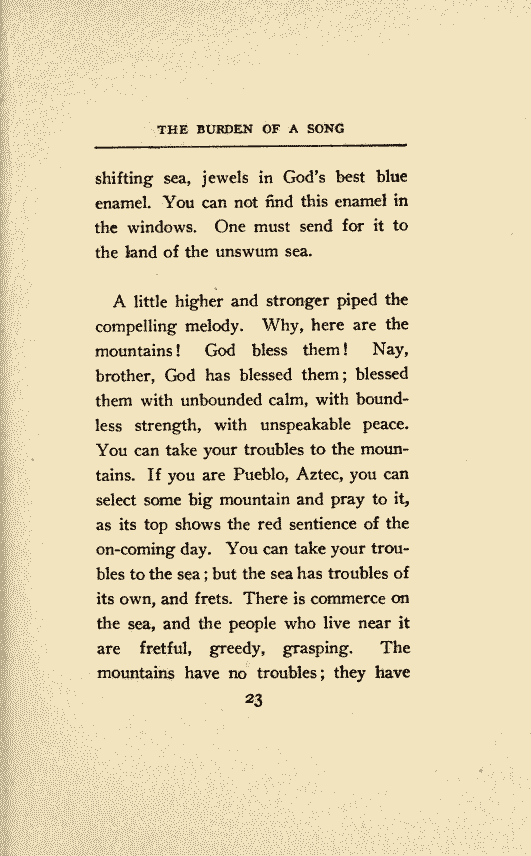 THE BURDEN OF A SONG
shifting sea, jewels in God's best blue
enamel. You can not find this enamel in
the windows. One must send for it to
the land of the unswum sea.
A little higher and stronger piped the
compelling melody. Why, here are the
mountains! God bless them! Nay,
brother, God has blessed them; blessed
them with unbounded calm, with bound-
less strength, with unspeakable peace.
You can take your troubles to the moun-
tains. If you are Pueblo, Aztec, you can
select some big mountain and pray to it,
as its top shows the red sentience of the
on-coming day. You can take your trou-
bles to the sea; but the sea has troubles of
its own, and frets. There is commerce on
the sea, and the people who live near it
are fretful, greedy, grasping. The
mountains have no troubles; they have
23